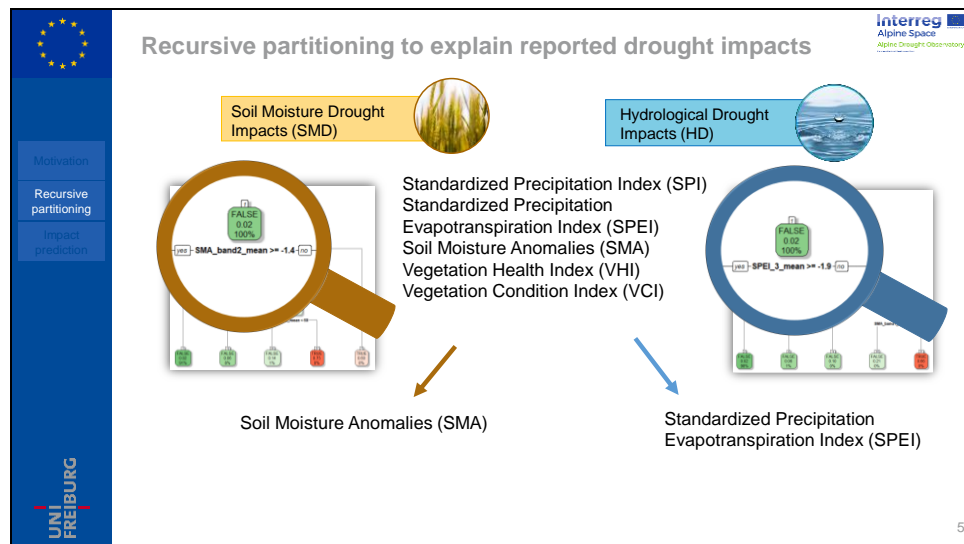 Recursive partitioning to explain reported drought impacts
Interreg
Alpine Space
Alpine Drought Observatory
Motivation
Recursive
partitioning
Impact
prediction
Soil Moisture Drought
Impacts (SMD)
Hydrological Drought
Impacts (HD)
Standardized Precipitation Index (SPI)
Standardized Precipitation
Evapotranspiration Index (SPEI)
Soil Moisture Anomalies (SMA)
Vegetation Health Index (VHI)
Vegetation Condition Index (VCI)
FALSE
0.02
100%
yes SMA_band2_mean >= -1.4 no
FALSE
0.02
100%
yes SPEI_3_mean >= -1.9 no
Soil Moisture Anomalies (SMA)
Standardized Precipitation
Evapotranspiration Index (SPEI)
UNI
FREIBURG
5